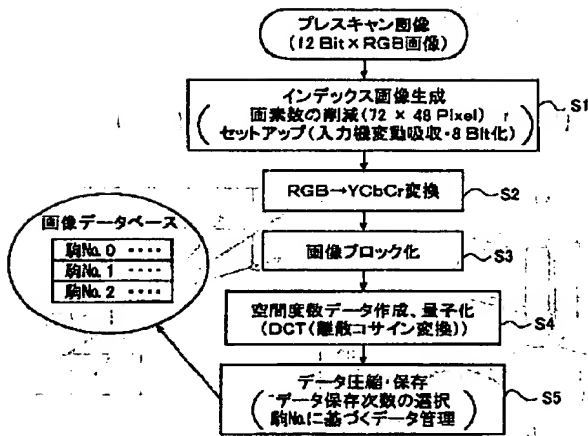 プレスキャン画像
(12 Bit×RGB画像)
インデックス画像生成
画素数の削減(72 × 48 Pixel)
セットアップ(入力機変動吸収・8 Bit化)
S1
RGB→YCbCr変換
S2
画像ブロック化
S3
空間度数データ作成、量子化
(DCT(離散コサイン変換))
S4
データ圧縮・保存
データ保存次数の選択
駒No.に基づくデータ管理
S5
画像データベース
駒No. 0 ····
駒No. 1 ····
駒No. 2 ····